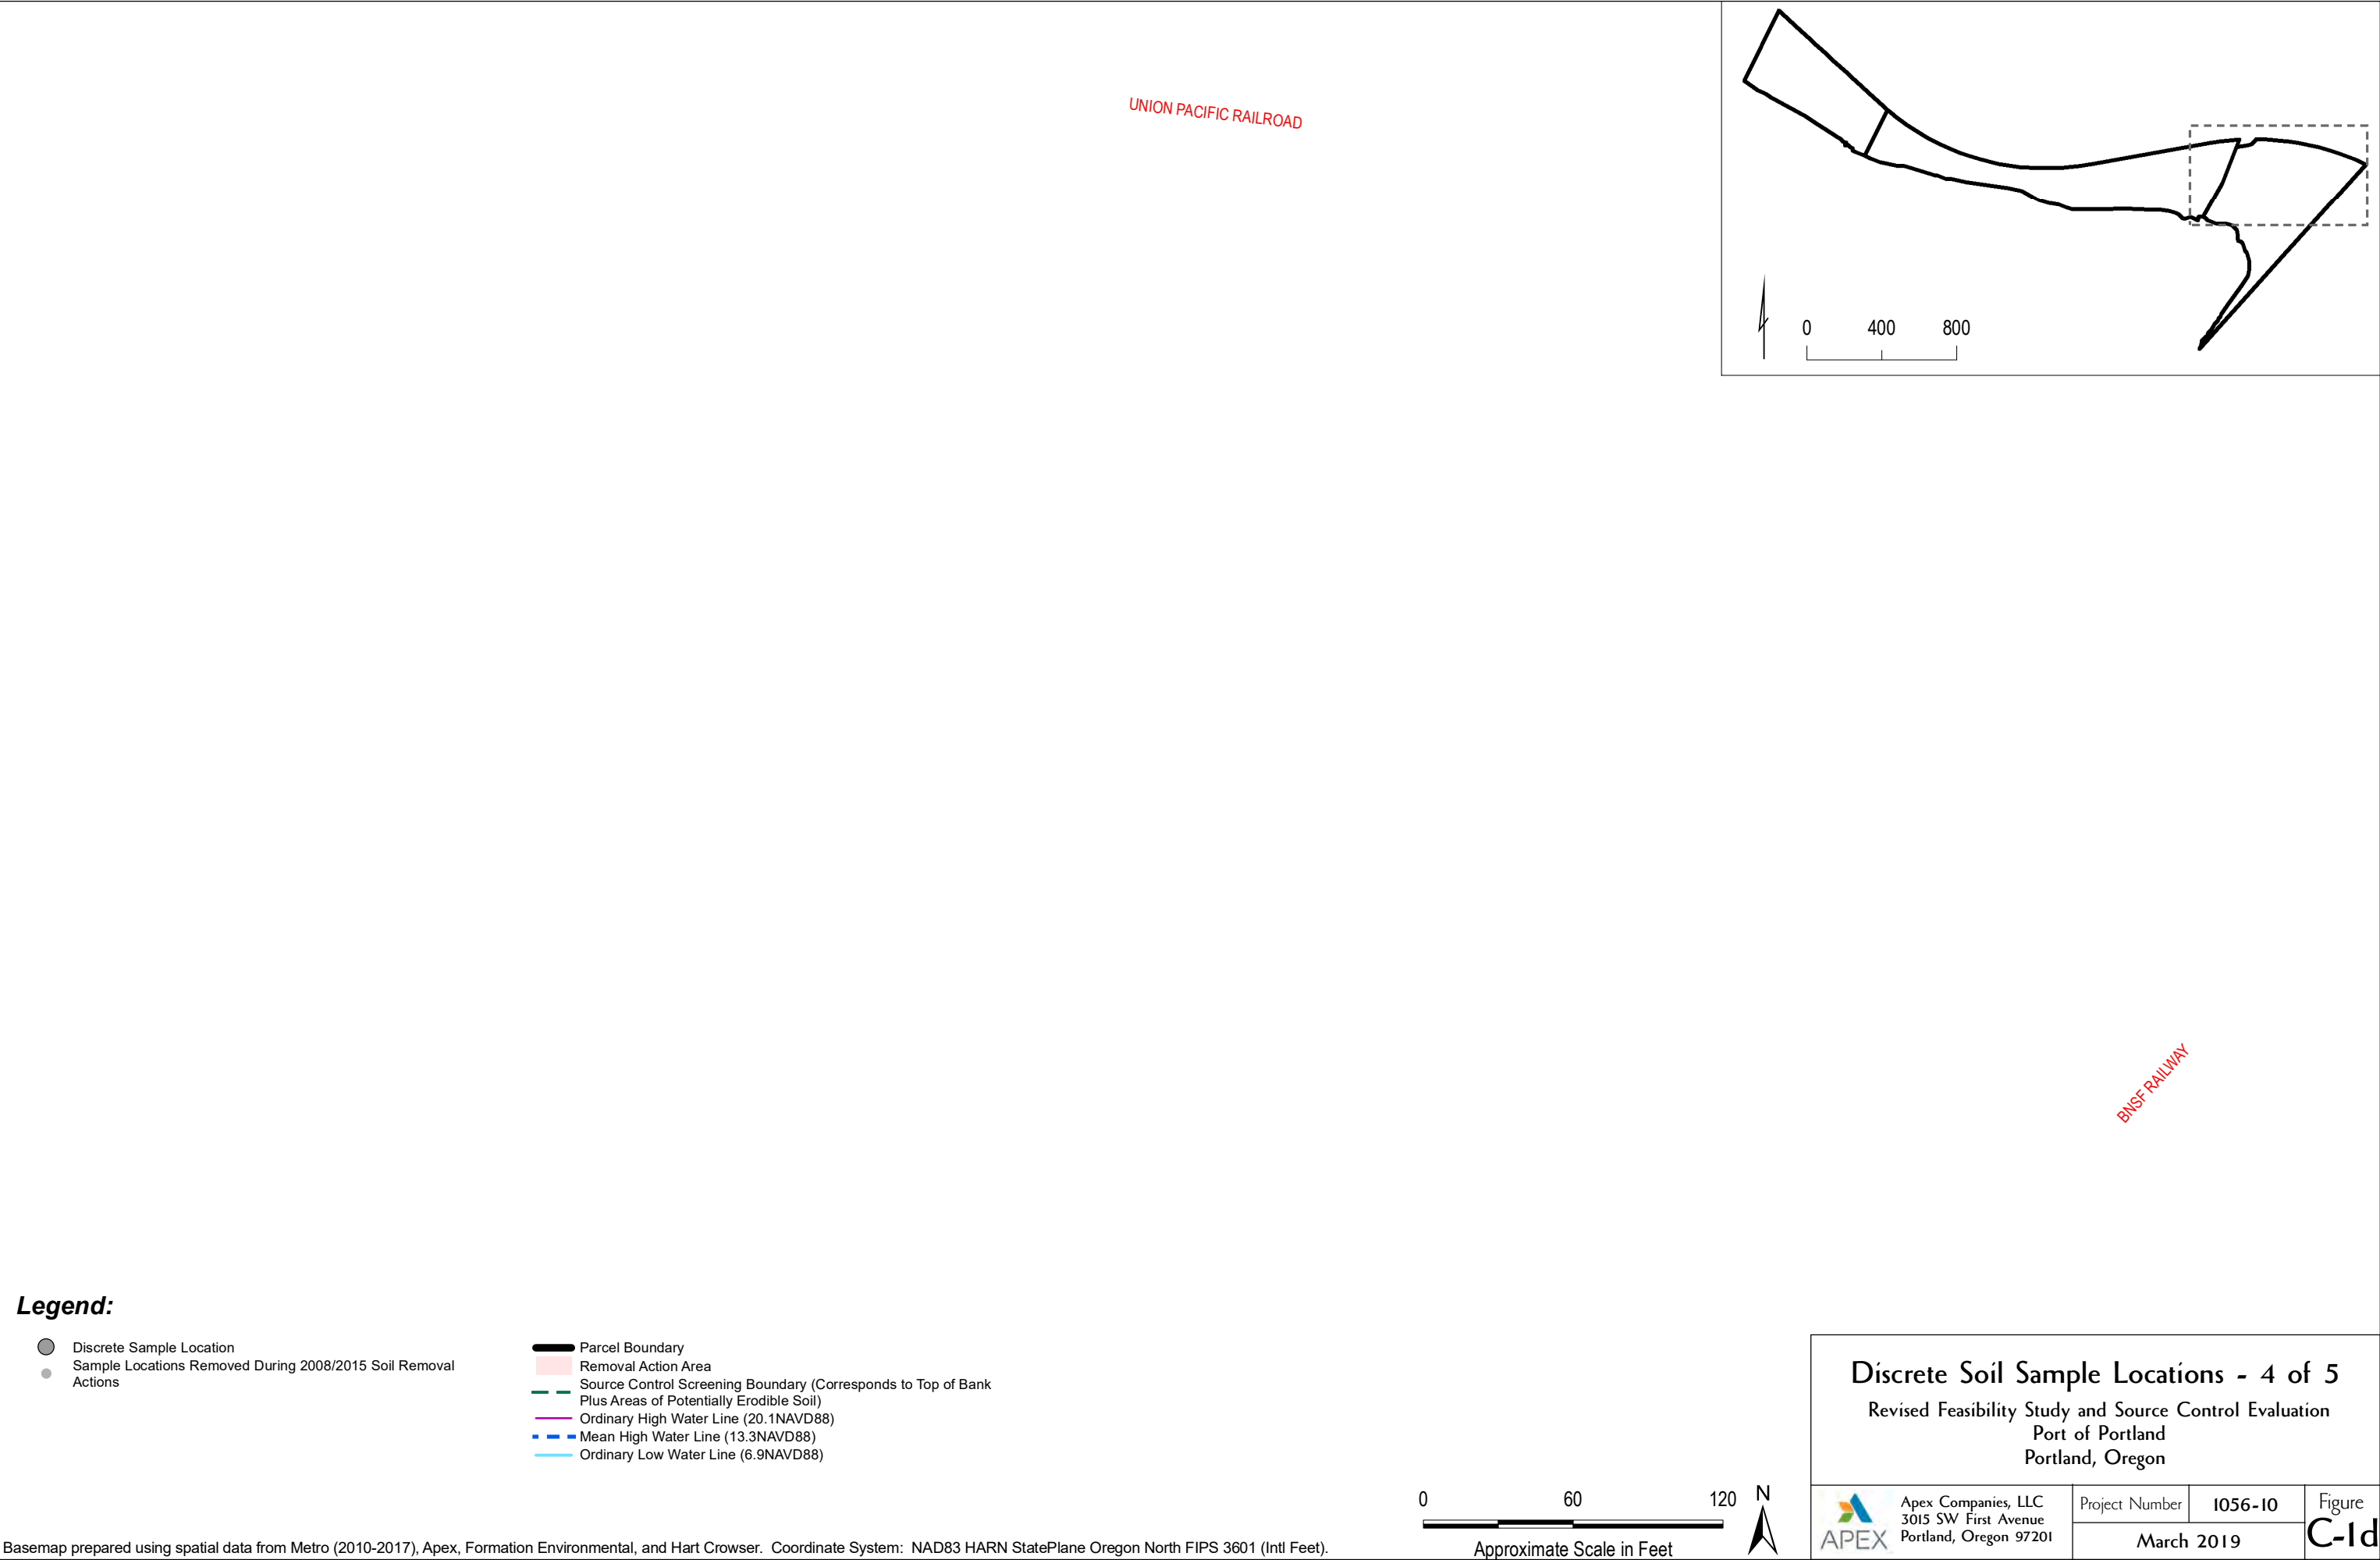 UNION PACIFIC RAILROAD
0 400 800
BNSF RAILWAY
Legend:
Discrete Sample Location
Sample Locations Removed During 2008/2015 Soil Removal
Actions
Parcel Boundary
Removal Action Area
Source Control Screening Boundary (Corresponds to Top of Bank
Plus Areas of Potentially Erodible Soil)
Ordinary High Water Line (20.1NAVD88)
Mean High Water Line (13.3NAVD88)
Ordinary Low Water Line (6.9NAVD88)
0 60 120 N
Approximate Scale in Feet
Discrete Soil Sample Locations - 4 of 5
Revised Feasibility Study and Source Control Evaluation
Port of Portland
Portland, Oregon
APEX
Apex Companies, LLC
3015 SW First Avenue
Portland, Oregon 97201
Project Number 1056-10
March 2019
Figure
C-1d
Basemap prepared using spatial data from Metro (2010-2017), Apex, Formation Environmental, and Hart Crowser. Coordinate System: NAD83 HARN StatePlane Oregon North FIPS 3601 (Intl Feet).